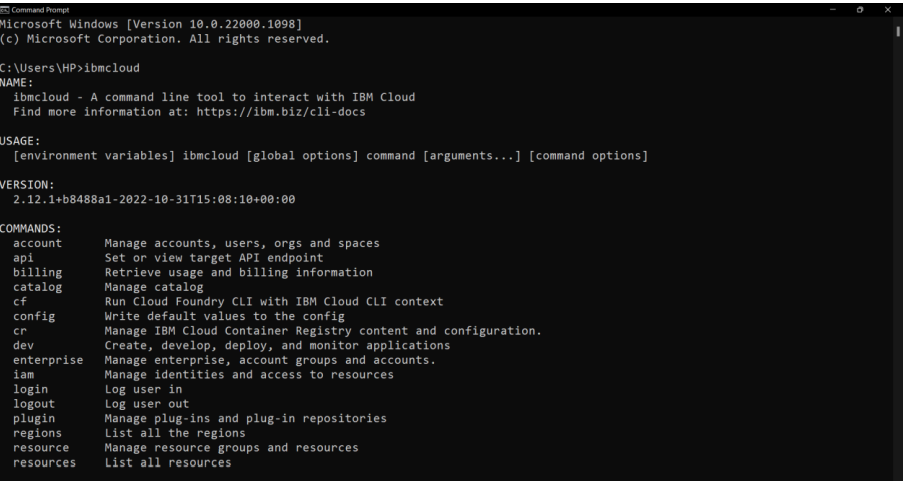 Command Prompt
Microsoft Windows [Version 10.0.22000.1098]
(c) Microsoft Corporation. All rights reserved.
C:\Users\HP>ibmcloud
NAME:
ibmcloud - A command line tool to interact with IBM Cloud
Find more information at: https://ibm.biz/cli-docs
USAGE:
[environment variables] ibmcloud [global options] command [arguments...] [command options]
VERSION:
2.12.1+b8488a1-2022-10-31T15:08:10+00:00
COMMANDS:
account Manage accounts, users, orgs and spaces
api Set or view target API endpoint
billing Retrieve usage and billing information
catalog Manage catalog
cf Run Cloud Foundry CLI with IBM Cloud CLI context
config Write default values to the config
cr Manage IBM Cloud Container Registry content and configuration.
dev Create, develop, deploy, and monitor applications
enterprise Manage enterprise, account groups and accounts.
iam Manage identities and access to resources
login Log user in
logout Log user out
plugin Manage plug-ins and plug-in repositories
regions List all the regions
resource Manage resource groups and resources
resources List all resources